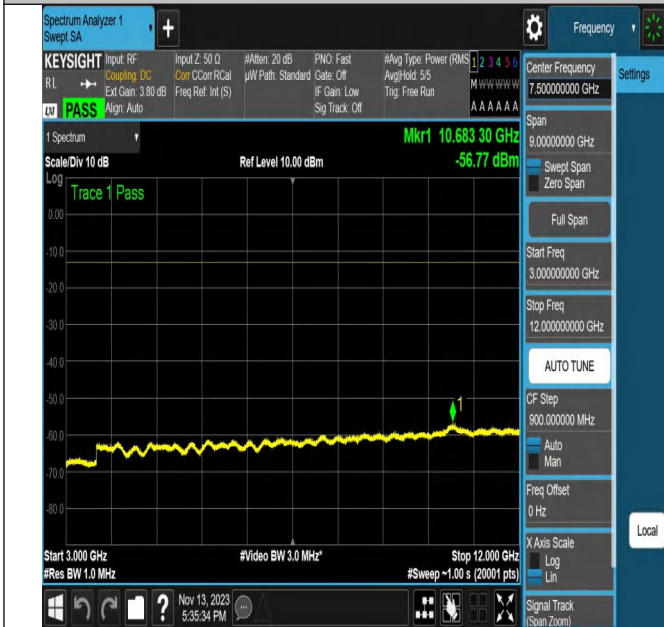 Spectrum Analyzer 1
Swept SA
Frequency
KEYSIGHT
RL
LXI
PASS
Input: RF
Coupling: DC
Ext Gain: 3.80 dB
Align: Auto
Input Z: 50 Ω
Corr CCorr RCal
Freq Ref: Int (S)
#Atten: 20 dB
µW Path: Standard
PNO: Fast
Gate: Off
IF Gain: Low
Sig Track: Off
#Avg Type: Power (RMS
Avg|Hold: 5/5
Trig: Free Run
1 2 3 4 5 6
M W W W W W
A A A A A A
1 Spectrum
Scale/Div 10 dB
Ref Level 10.00 dBm
Mkr1 10.683 30 GHz
-56.77 dBm
Log
Trace 1 Pass
0.00
-10.0
-20.0
-30.0
-40.0
-50.0
-60.0
-70.0
-80.0
1
Start 3.000 GHz
#Res BW 1.0 MHz
#Video BW 3.0 MHz*
Stop 12.000 GHz
#Sweep ~1.00 s (20001 pts)
Nov 13, 2023
5:35:34 PM
Center Frequency
7.500000000 GHz
Span
9.00000000 GHz
Swept Span
Zero Span
Full Span
Start Freq
3.000000000 GHz
Stop Freq
12.000000000 GHz
AUTO TUNE
CF Step
900.000000 MHz
Auto
Man
Freq Offset
0 Hz
X Axis Scale
Log
Lin
Signal Track
(Span Zoom)
Settings
Local